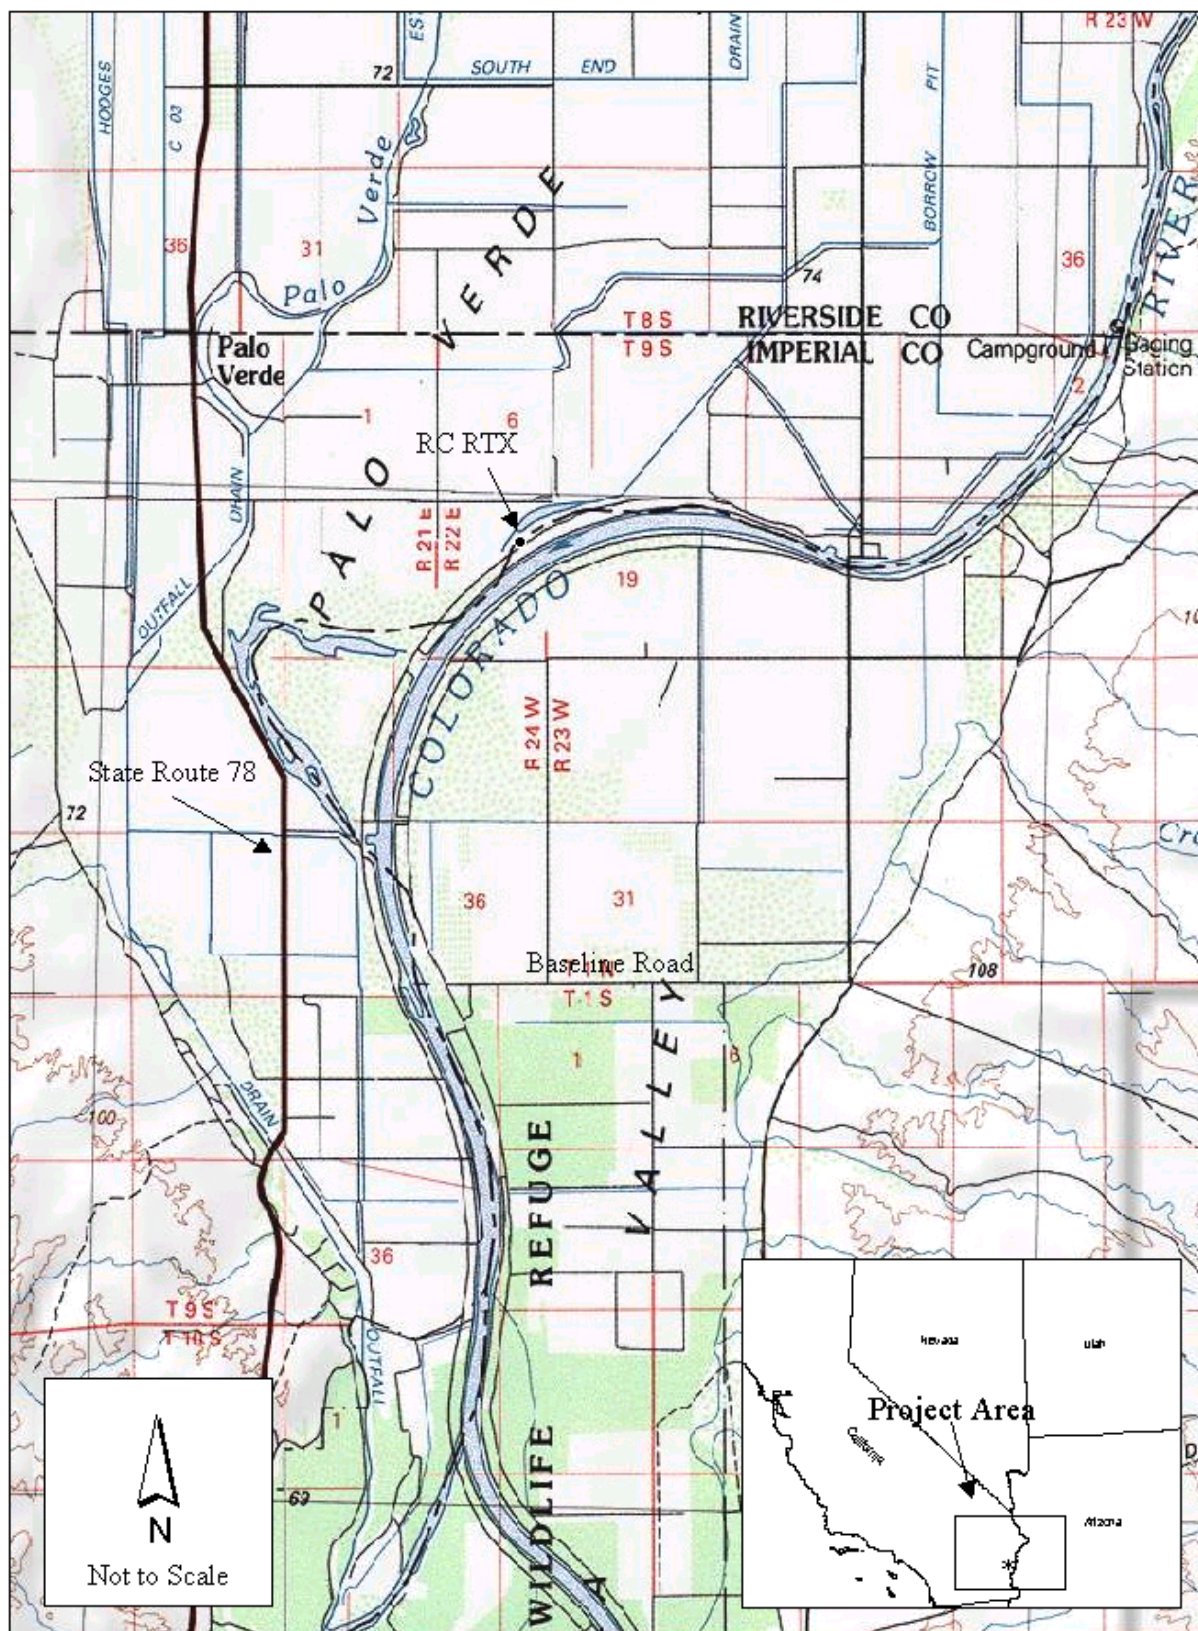 R 23 W
HODGES
C 03
72
EST
SOUTH END
DRAIN
BORROW PIT
Palo Verde
36
31
VERDE
74
36
RIVER
T 8 S
RIVERSIDE CO
T 9 S
IMPERIAL CO
Campground
Gaging
Station
Palo
Verde
1
6
2
RC RTX
DRAIN
PALO
R 21 E
R 22 E
OUTFALL
19
COLORADO
R 24 W
R 23 W
State Route 78
72
36
31
Baseline Road
T 1 N
T 1 S
108
1
6
VALLEY
100
DRAIN
WILDLIFE REFUGE
36
T 9 S
T 10 S
OUTFALL
1
69
N
Not to Scale
Nevada
Utah
Project Area
California
Arizona
D
A